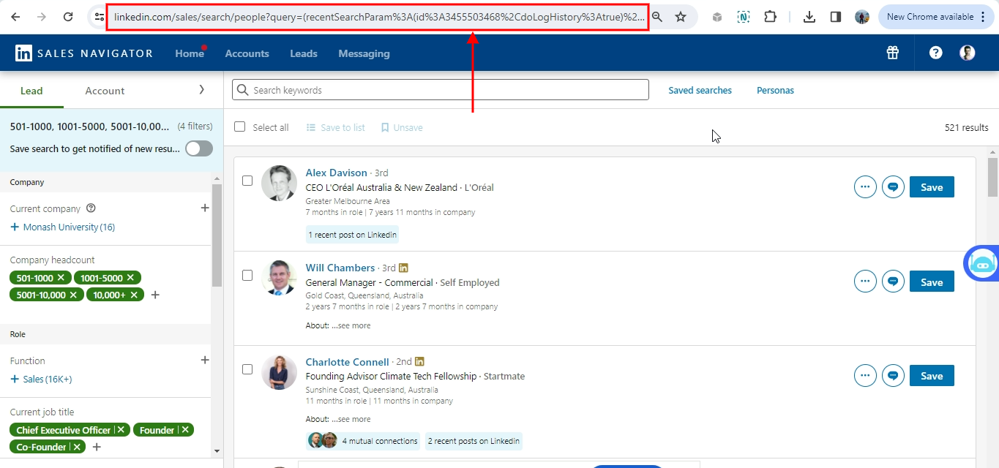 linkedin.com/sales/search/people?query=(recentSearchParam%3A(id%3A3455503468%2CdoLogHistory%3Atrue)%2...
New Chrome available
in SALES NAVIGATOR
Home
Accounts
Leads
Messaging
Lead
Account
Search keywords
Saved searches
Personas
501-1000, 1001-5000, 5001-10,00... (4 filters)
Save search to get notified of new resu...
Select all
Save to list
Unsave
521 results
Company
Current company
Monash University (16)
Company headcount
501-1000
1001-5000
5001-10,000
10,000+
Role
Function
Sales (16K+)
Current job title
Chief Executive Officer
Founder
Co-Founder
Alex Davison · 3rd
CEO L'Oréal Australia & New Zealand · L'Oréal
Greater Melbourne Area
7 months in role | 7 years 11 months in company
1 recent post on Linkedin
Save
Will Chambers · 3rd in
General Manager - Commercial · Self Employed
Gold Coast, Queensland, Australia
2 years 7 months in role | 2 years 7 months in company
About: ...see more
Save
Charlotte Connell · 2nd in
Founding Advisor Climate Tech Fellowship · Startmate
Sunshine Coast, Queensland, Australia
11 months in role | 11 months in company
About: ...see more
4 mutual connections
2 recent posts on Linkedin
Save